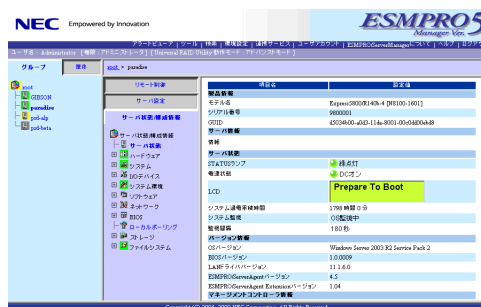 NEC Empowered by Innovation
ESMPRO5
Manager Ver.
アラートビューア | ツール | 検索 | 環境設定 | 連携サービス | ユーザアカウント | ESMPRO/ServerManagerについて | ヘルプ | ログアウ
ユーザ名 : Administrator [権限 : アドミニストレータ] [Universal RAID Utility動作モード : アドバンストモード]
グループ 操作 root > paradise
root
GIBSON
paradise
prd-beta
リモート制御
サーバ設定
サーバ状態/構成情報
サーバ状態/構成情報
サーバ状態
ハードウェア
システム
I/Oデバイス
システム環境
ソフトウェア
ネットワーク
BIOS
ローカルポーリング
ストレージ
ファイルシステム
項目名 設定値
製品情報
モデル名 Express5800/R140b-4 [N8100-1601]
シリアル番号 9800001
GUID
サーバ情報
情報
サーバ状態
STATUSランプ 緑点灯
電源状態 DCオン
LCD Prepare To Boot
システム通電累積時間 1798 時間 0 分
システム監視 OS監視中
監視間隔 180 秒
バージョン情報
OSバージョン Windows Server 2003 R2 Service Pack 2
BIOSバージョン 1.0.0009
LANドライババージョン 11.1.6.0
ESMPRO/ServerAgentバージョン 4.5
ESMPRO/ServerAgent Extensionバージョン 1.04
マネージメントコントローラ情報